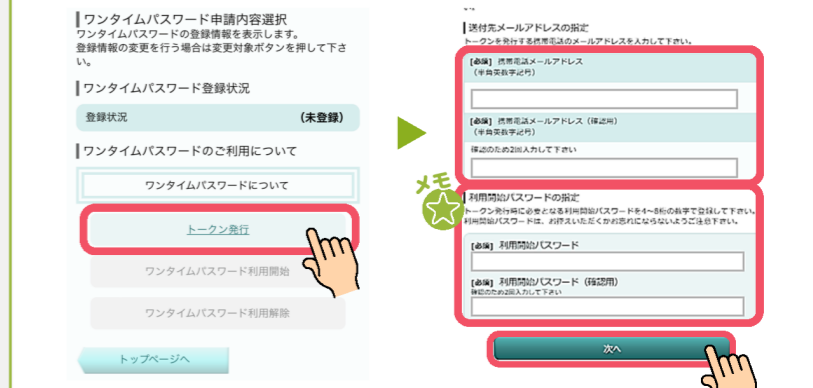 ワンタイムパスワード申請内容選択
ワンタイムパスワードの登録情報を表示します。
登録情報の変更を行う場合は変更対象ボタンを押して下さ
い。
ワンタイムパスワード登録状況
登録状況 (未登録)
ワンタイムパスワードのご利用について
ワンタイムパスワードについて
トークン発行
ワンタイムパスワード利用開始
ワンタイムパスワード利用解除
トップページへ
送付先メールアドレスの指定
トークンを発行する携帯電話のメールアドレスを入力して下さい。
[必須] 携帯電話メールアドレス
(半角英数字記号)
[必須] 携帯電話メールアドレス(確認用)
(半角英数字記号)
確認のため2回入力して下さい
メモ
利用開始パスワードの指定
トークン発行時に必要となる利用開始パスワードを4~8桁の数字で登録して下さい。
利用開始パスワードは、お控えいただくかお忘れにならないようご注意下さい。
[必須] 利用開始パスワード
[必須] 利用開始パスワード(確認用)
確認のため2回入力して下さい
次へ